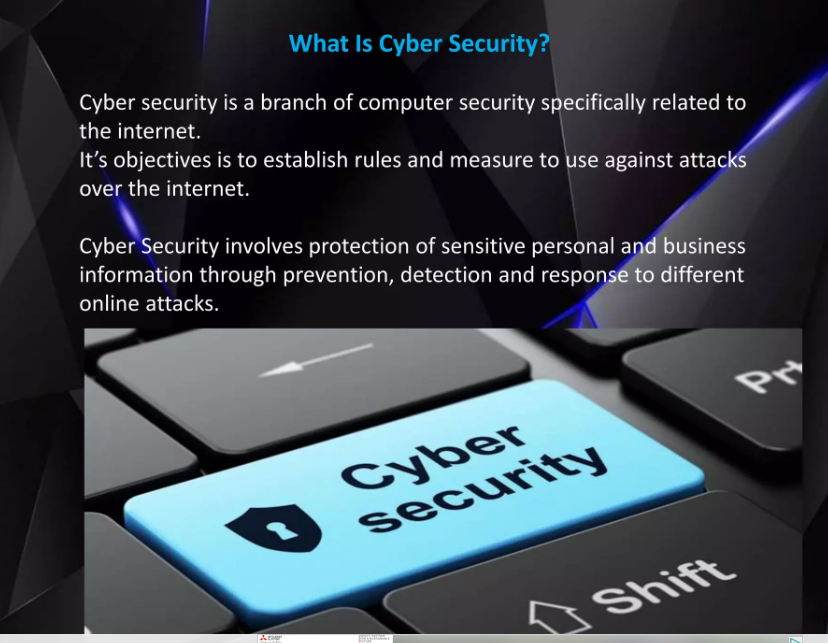 What Is Cyber Security?
Cyber security is a branch of computer security specifically related to
the internet.
It’s objectives is to establish rules and measure to use against attacks
over the internet.
Cyber Security involves protection of sensitive personal and business
information through prevention, detection and response to different
online attacks.
Prt
Cyber
security
Shift